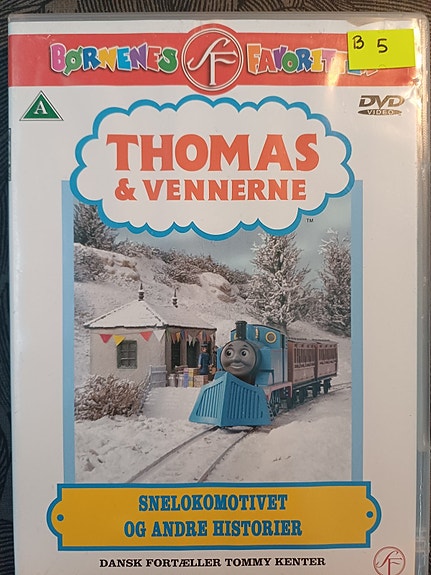 BØRNENES SF FAVORITTER
B 5
A
DVD
VIDEO
THOMAS
& VENNERNE
TM
SNELOKOMOTIVET
OG ANDRE HISTORIER
DANSK FORTÆLLER TOMMY KENTER
SF